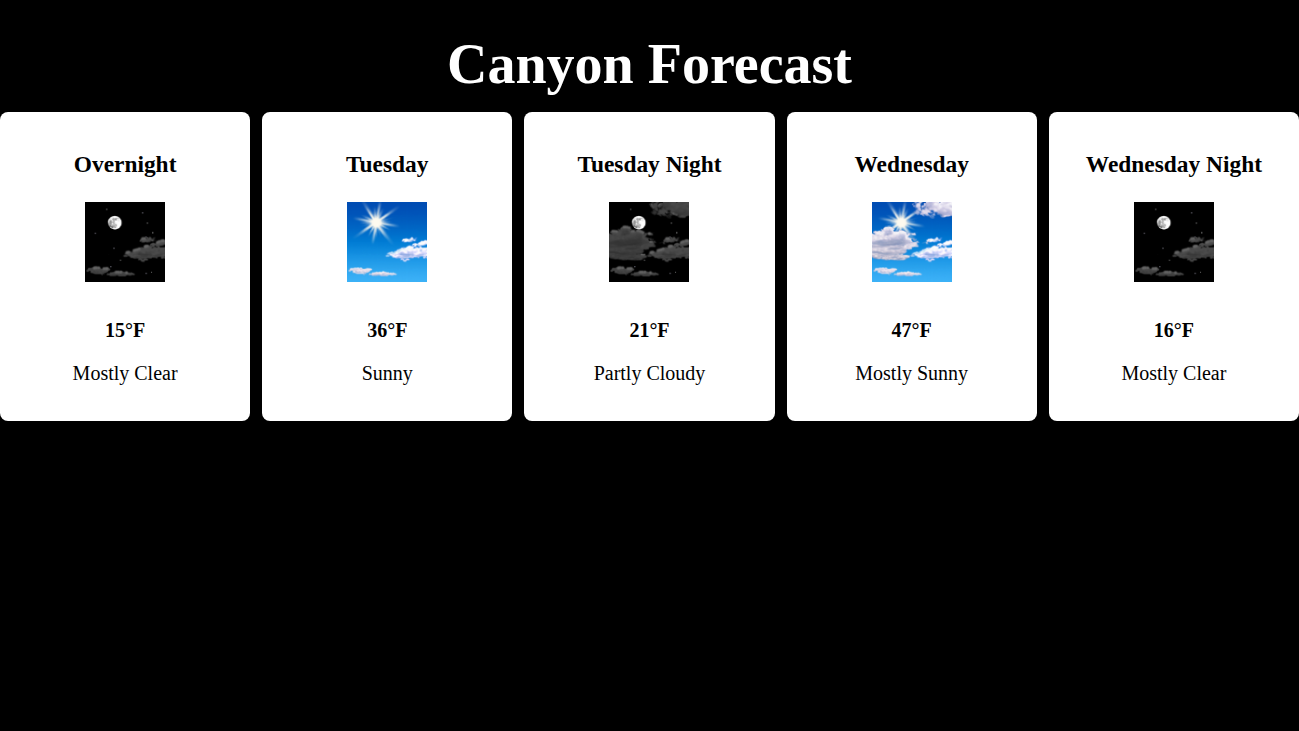 Canyon Forecast
Overnight
15°F
Mostly Clear
Tuesday
36°F
Sunny
Tuesday Night
21°F
Partly Cloudy
Wednesday
47°F
Mostly Sunny
Wednesday Night
16°F
Mostly Clear